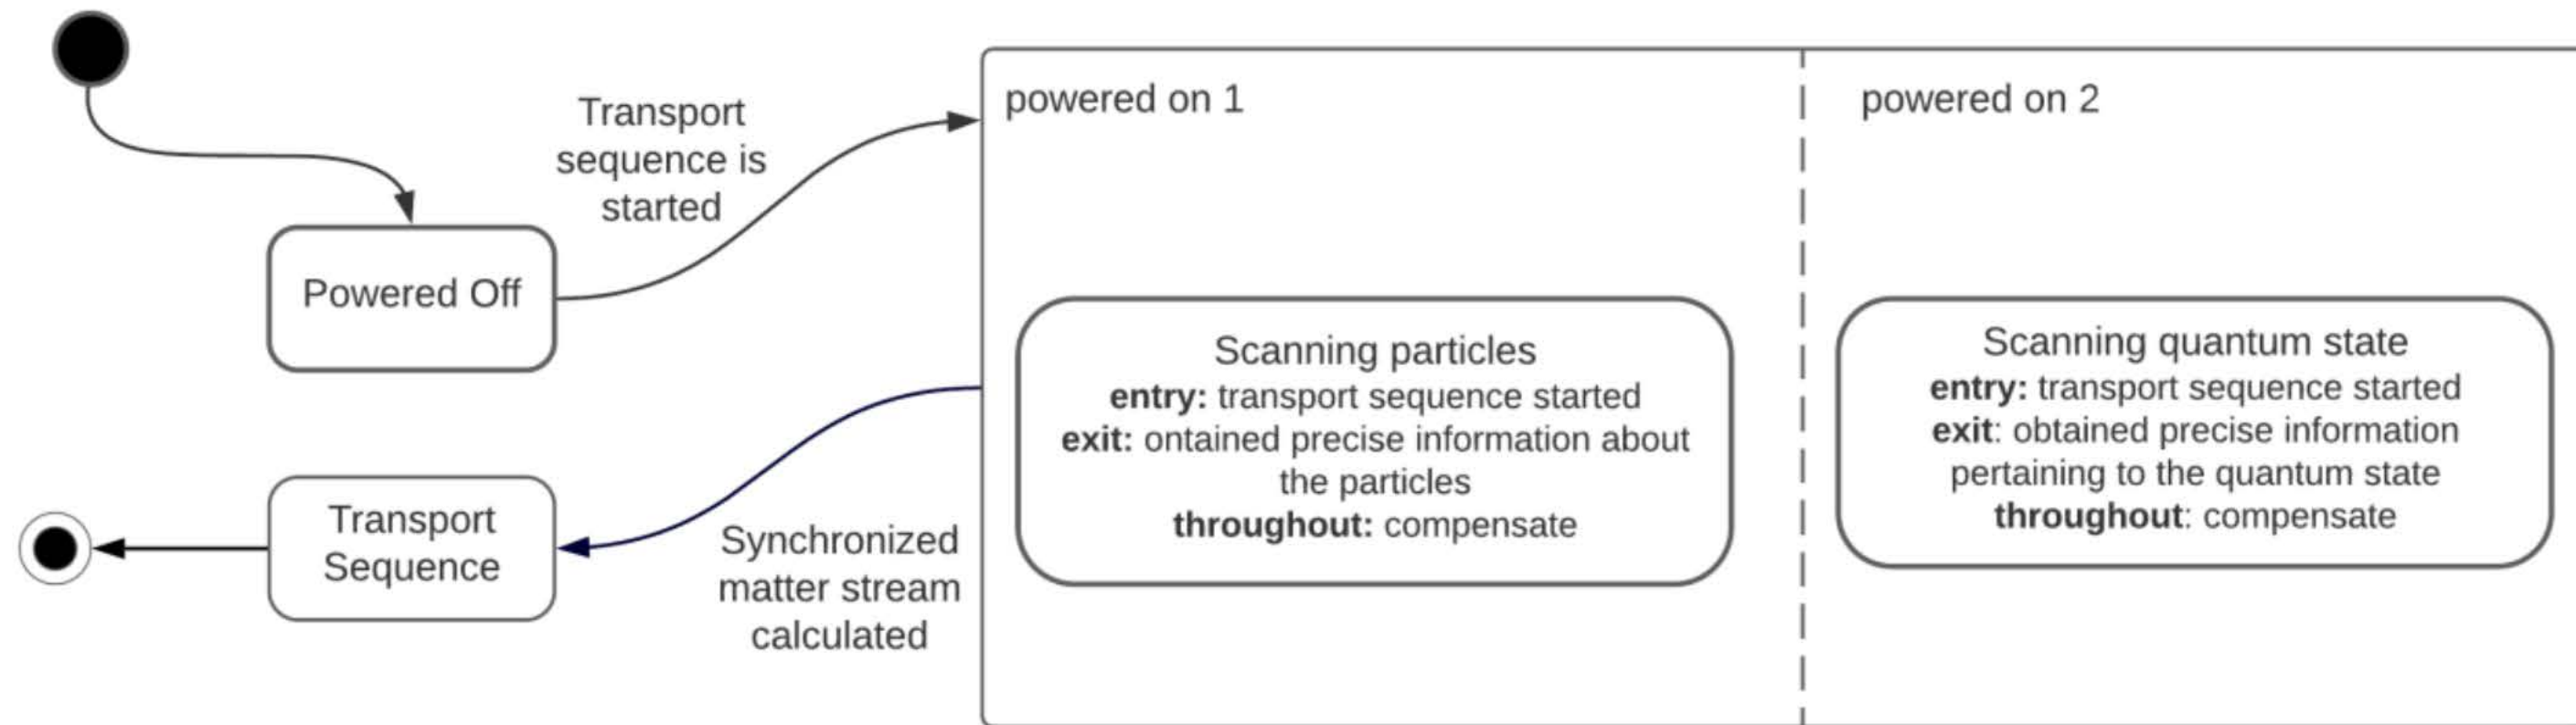 Transport
sequence is
started
powered on 1
powered on 2
Powered Off
Scanning particles
entry: transport sequence started
exit: ontained precise information about
the particles
throughout: compensate
Scanning quantum state
entry: transport sequence started
exit: obtained precise information
pertaining to the quantum state
throughout: compensate
Transport
Sequence
Synchronized
matter stream
calculated